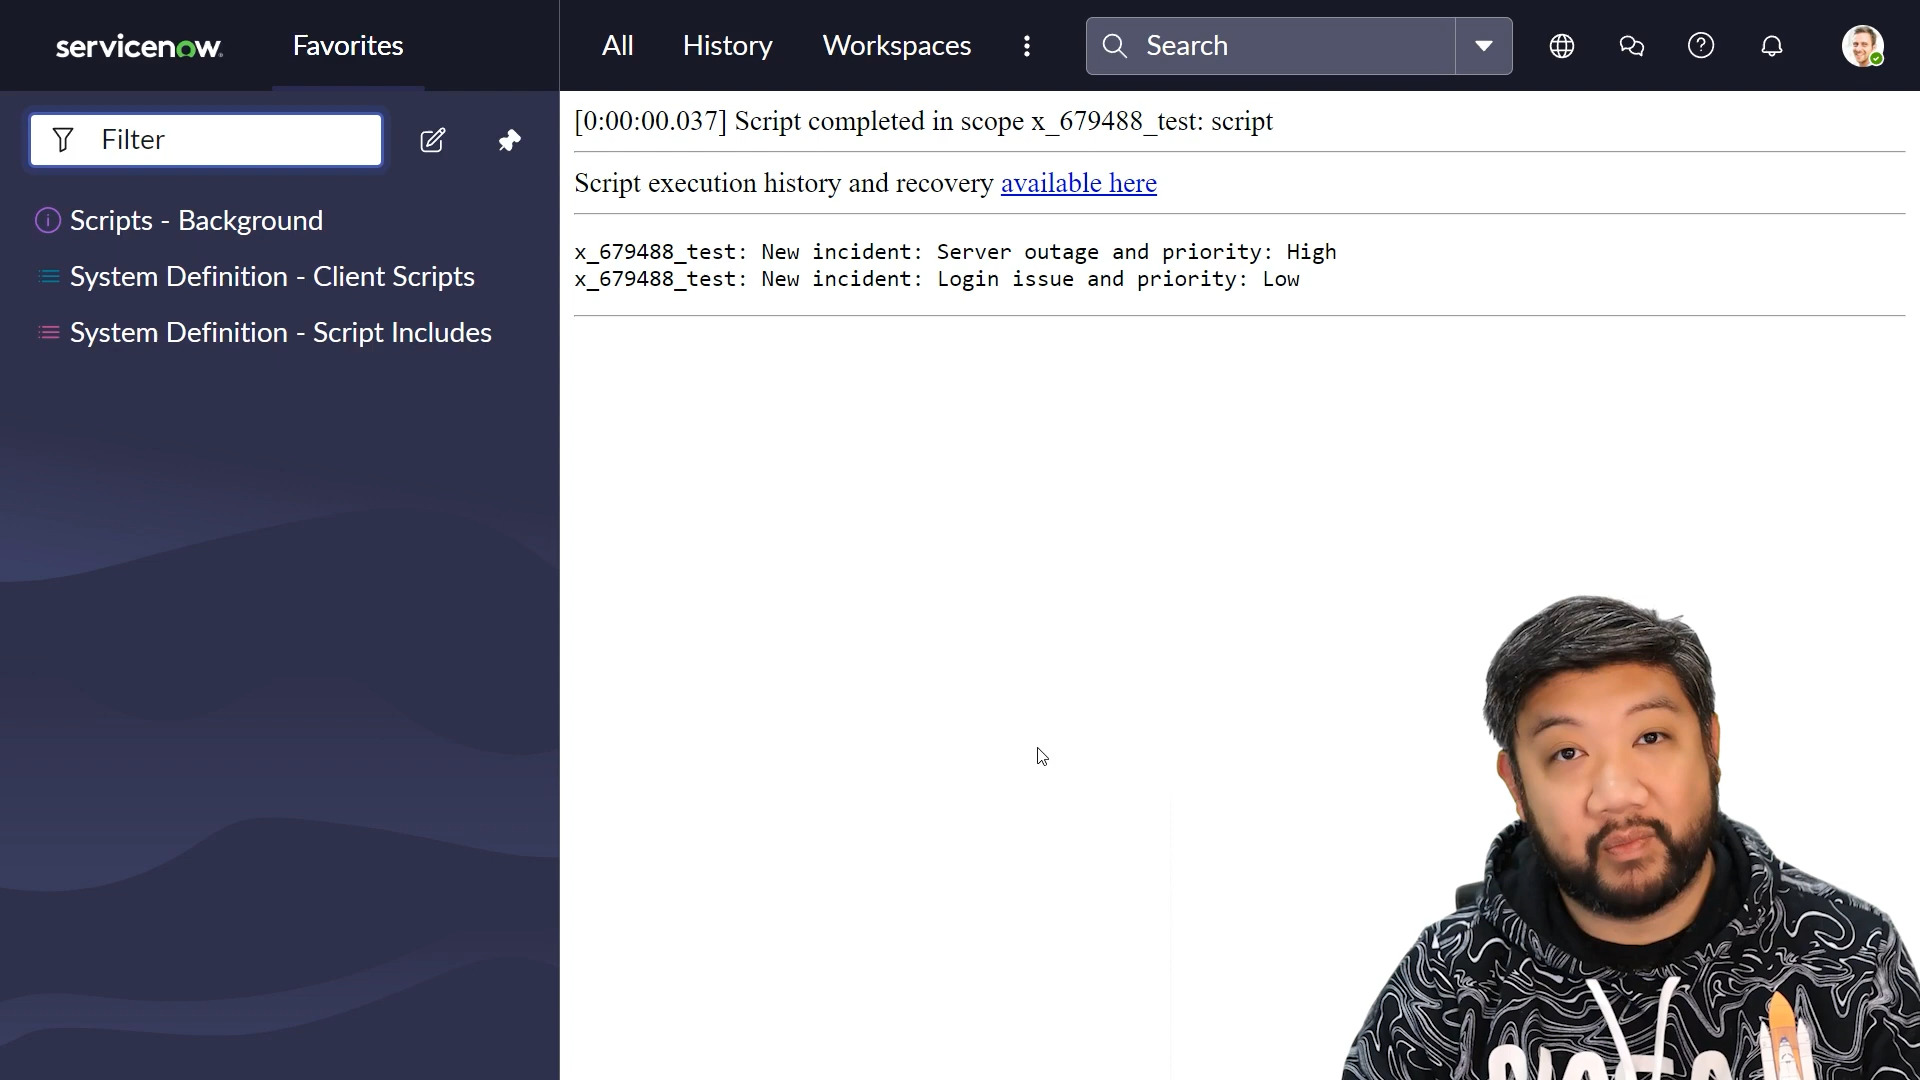 servicenow.
Favorites
All
History
Workspaces
Search
Filter
Scripts - Background
System Definition - Client Scripts
System Definition - Script Includes
[0:00:00.037] Script completed in scope x_679488_test: script
Script execution history and recovery available here
x_679488_test: New incident: Server outage and priority: High
x_679488_test: New incident: Login issue and priority: Low